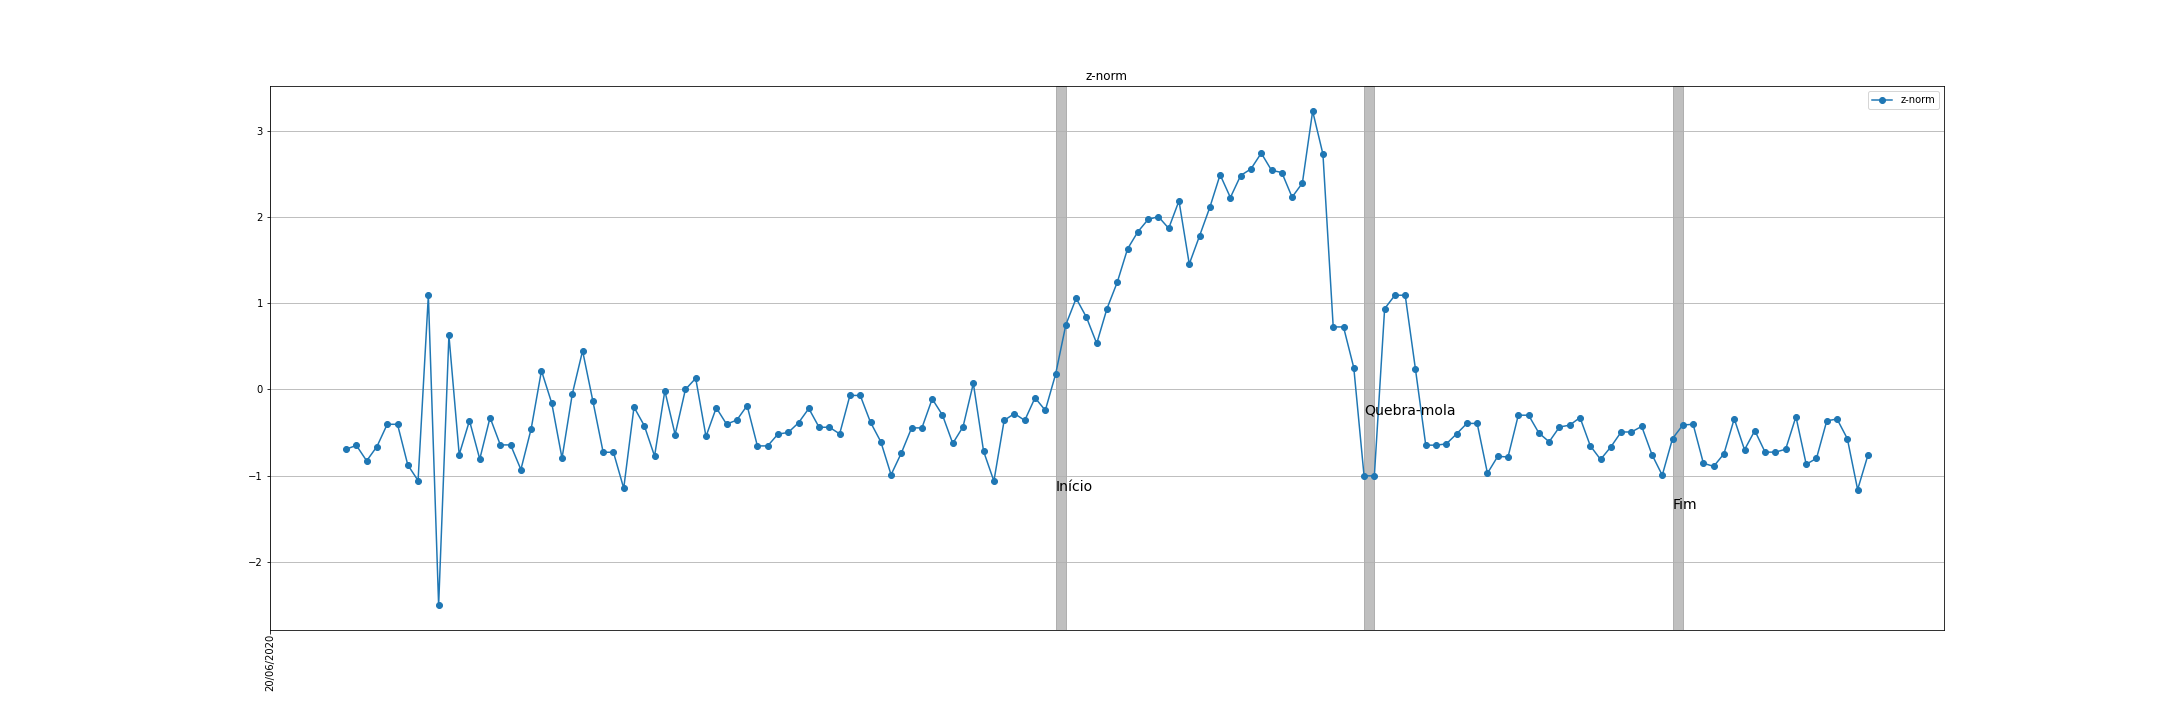 z-norm
z-norm
3
2
1
0
−1
−2
Quebra-mola
Início
Fim
20/06/2020